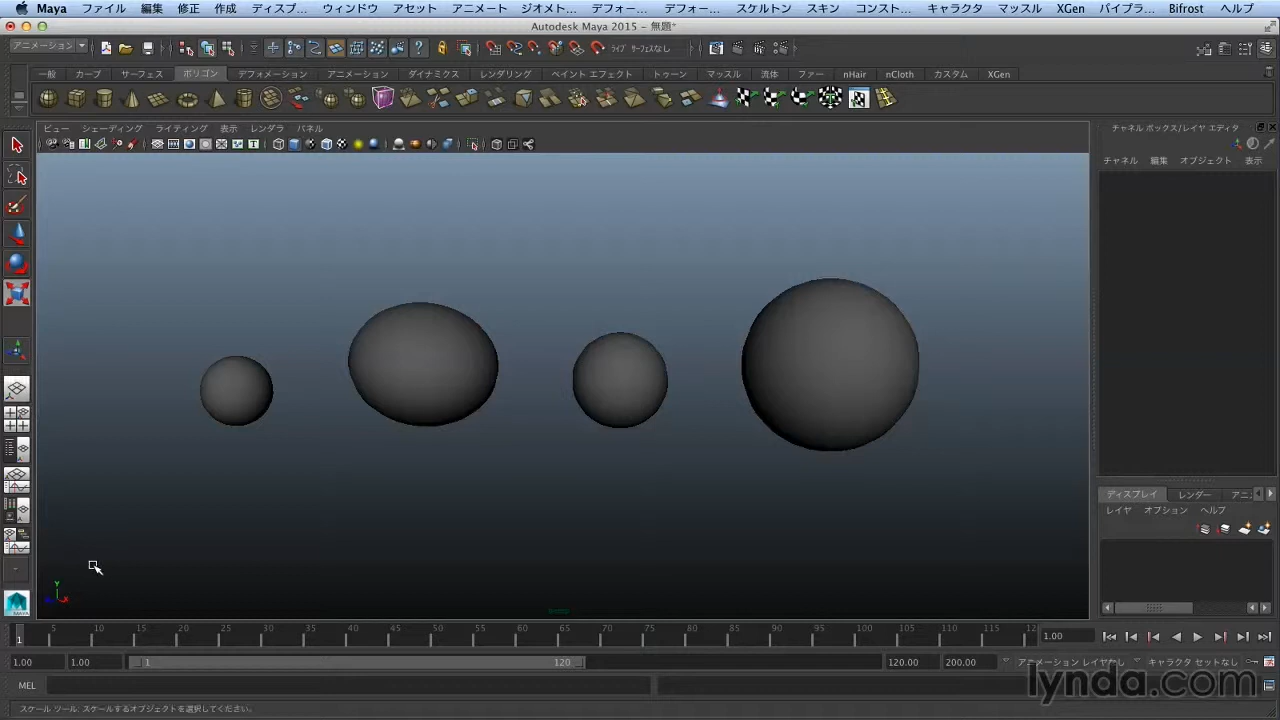 Maya ファイル 編集 修正 作成 ディスプ… ウィンドウ アセット アニメート ジオメト… デフォー… デフォー… スケルトン スキン コンスト… キャラクタ マッスル XGen パイプラ… Bifrost ヘルプ
Autodesk Maya 2015 - 無題*
アニメーション
ライブ サーフェスなし
一般 カーブ サーフェス ポリゴン デフォメーション アニメーション ダイナミクス レンダリング ペイント エフェクト トゥーン マッスル 流体 ファー nHair nCloth カスタム XGen
ビュー シェーディング ライティング 表示 レンダラ パネル
チャネル ボックス/レイヤ エディタ
チャネル 編集 オブジェクト 表示
ディスプレイ レンダー アニ
レイヤ オプション ヘルプ
Y
X
persp
1 5 10 15 20 25 30 35 40 45 50 55 60 65 70 75 80 85 90 95 100 105 110 115 12
1.00
1.00 1.00 1 120 120.00 200.00 アニメーション レイヤなし キャラクタ セットなし
MEL
lynda.com
スケール ツール: スケールするオブジェクトを選択してください。